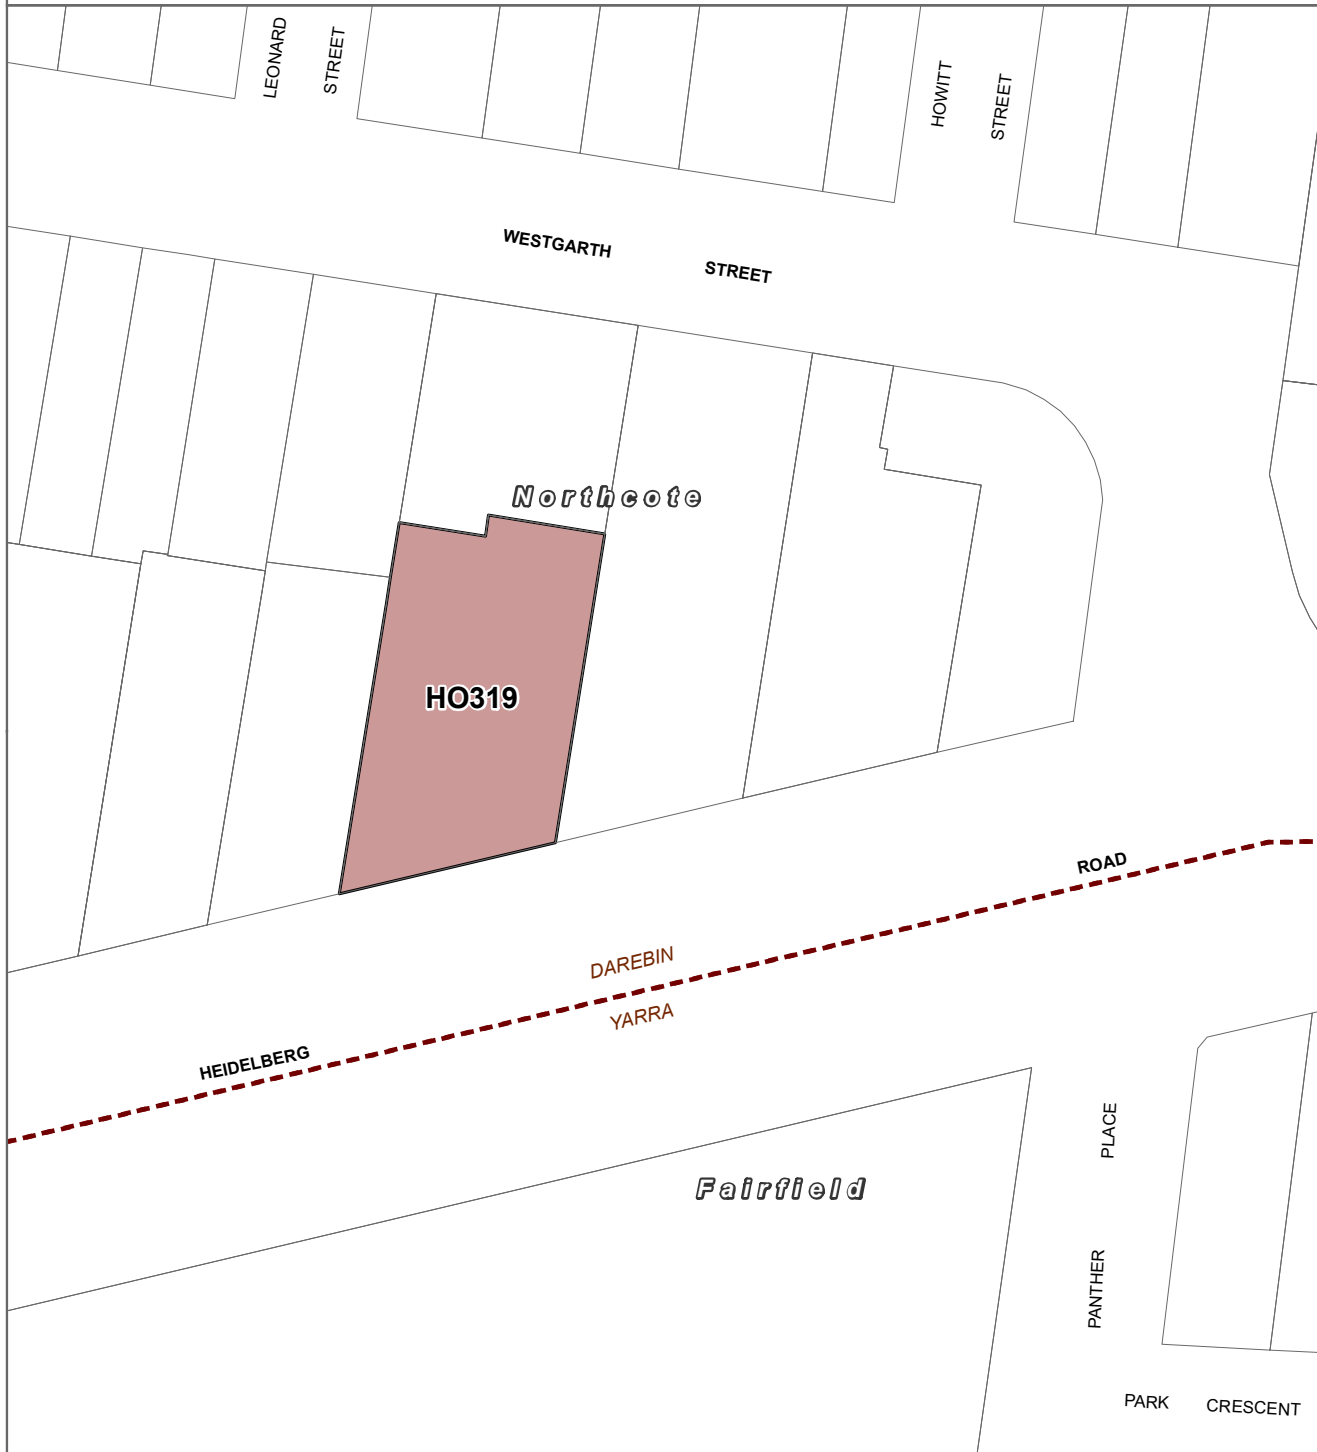 LEONARD STREET
HOWITT STREET
WESTGARTH STREET
Northcote
HO319
ROAD
DAREBIN
YARRA
HEIDELBERG
PLACE
Fairfield
PANTHER
PARK CRESCENT